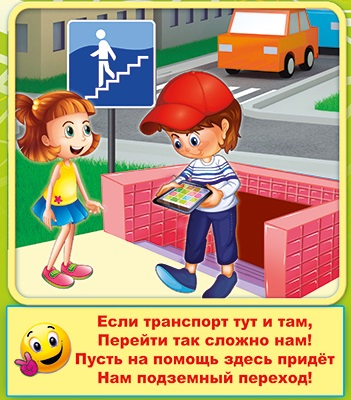 Если транспорт тут и там,
Перейти так сложно нам!
Пусть на помощь здесь придёт
Нам подземный переход!